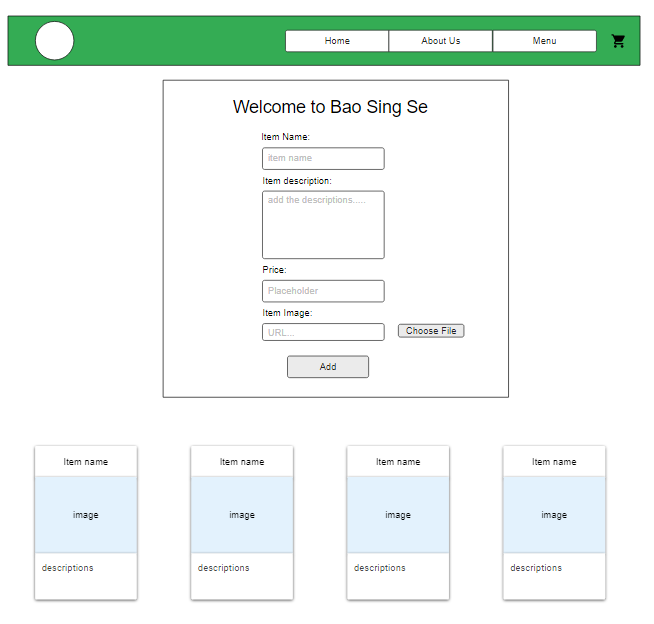 Home
About Us
Menu
Welcome to Bao Sing Se
Item Name:
item name
Item description:
add the descriptions.....
Price:
Placeholder
Item Image:
URL...
Choose File
Add
Item name
image
descriptions
Item name
image
descriptions
Item name
image
descriptions
Item name
image
descriptions